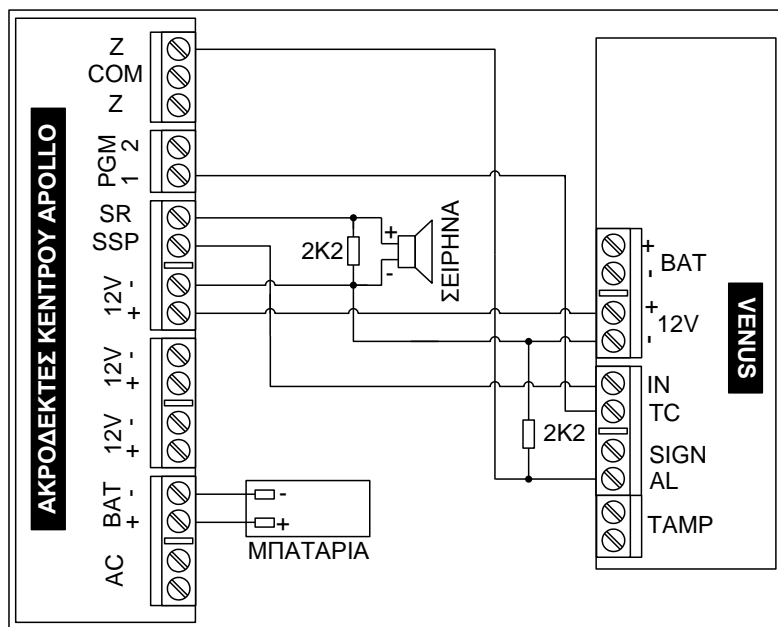 ΑΚΡΟΔΕΚΤΕΣ ΚΕΝΤΡΟΥ APOLLO
Z
COM
Z
PGM
2
1
SR
SSP
12V
-
+
12V
-
+
12V
-
+
BAT
-
+
AC
2K2
+
-
ΣΕΙΡΗΝΑ
-
+
ΜΠΑΤΑΡΙΑ
2K2
+
-
BAT
+
-
12V
IN
TC
SIGN
AL
TAMP
VENUS